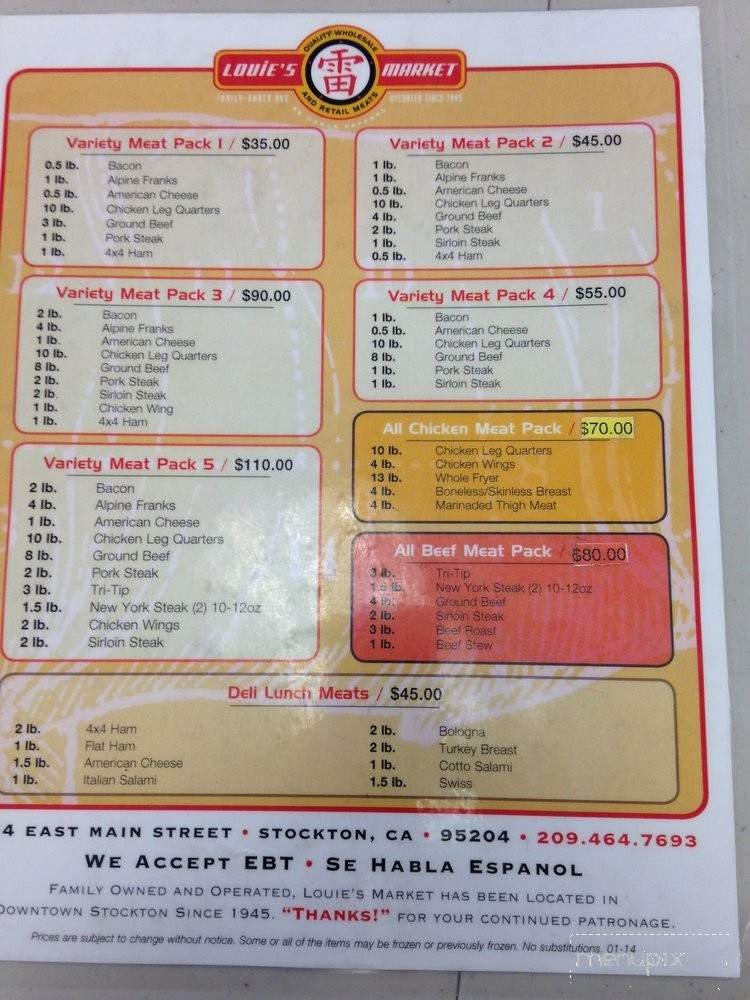 QUALITY WHOLESALE
LOUIE'S 雷 MARKET
AND RETAIL MEATS
FAMILY-OWNED AND OPERATED SINCE 1945
SE HABLA ESPANOL
Variety Meat Pack 1 / $35.00
0.5 lb. Bacon
1 lb. Alpine Franks
0.5 lb. American Cheese
10 lb. Chicken Leg Quarters
3 lb. Ground Beef
1 lb. Pork Steak
1 lb. 4x4 Ham
Variety Meat Pack 2 / $45.00
1 lb. Bacon
1 lb. Alpine Franks
0.5 lb. American Cheese
10 lb. Chicken Leg Quarters
4 lb. Ground Beef
2 lb. Pork Steak
1 lb. Sirloin Steak
0.5 lb. 4x4 Ham
Variety Meat Pack 3 / $90.00
2 lb. Bacon
4 lb. Alpine Franks
1 lb. American Cheese
10 lb. Chicken Leg Quarters
8 lb. Ground Beef
2 lb. Pork Steak
2 lb. Sirloin Steak
1 lb. Chicken Wing
1 lb. 4x4 Ham
Variety Meat Pack 4 / $55.00
1 lb. Bacon
0.5 lb. American Cheese
10 lb. Chicken Leg Quarters
8 lb. Ground Beef
1 lb. Pork Steak
1 lb. Sirloin Steak
All Chicken Meat Pack / $70.00
10 lb. Chicken Leg Quarters
4 lb. Chicken Wings
13 lb. Whole Fryer
4 lb. Boneless/Skinless Breast
4 lb. Marinaded Thigh Meat
Variety Meat Pack 5 / $110.00
2 lb. Bacon
4 lb. Alpine Franks
1 lb. American Cheese
10 lb. Chicken Leg Quarters
8 lb. Ground Beef
2 lb. Pork Steak
3 lb. Tri-Tip
1.5 lb. New York Steak (2) 10-12oz
2 lb. Chicken Wings
2 lb. Sirloin Steak
All Beef Meat Pack / $80.00
3 lb. Tri-Tip
1.5 lb. New York Steak (2) 10-12oz
4 lb. Ground Beef
2 lb. Sirloin Steak
3 lb. Beef Roast
1 lb. Beef Stew
Deli Lunch Meats / $45.00
2 lb. 4x4 Ham
1 lb. Flat Ham
1.5 lb. American Cheese
1 lb. Italian Salami
2 lb. Bologna
2 lb. Turkey Breast
1 lb. Cotto Salami
1.5 lb. Swiss
4 EAST MAIN STREET • STOCKTON, CA • 95204 • 209.464.7693
WE ACCEPT EBT • SE HABLA ESPANOL
FAMILY OWNED AND OPERATED, LOUIE'S MARKET HAS BEEN LOCATED IN
DOWNTOWN STOCKTON SINCE 1945. "THANKS!" FOR YOUR CONTINUED PATRONAGE.
Prices are subject to change without notice. Some or all of the items may be frozen or previously frozen. No substitutions. 01-14
menupix